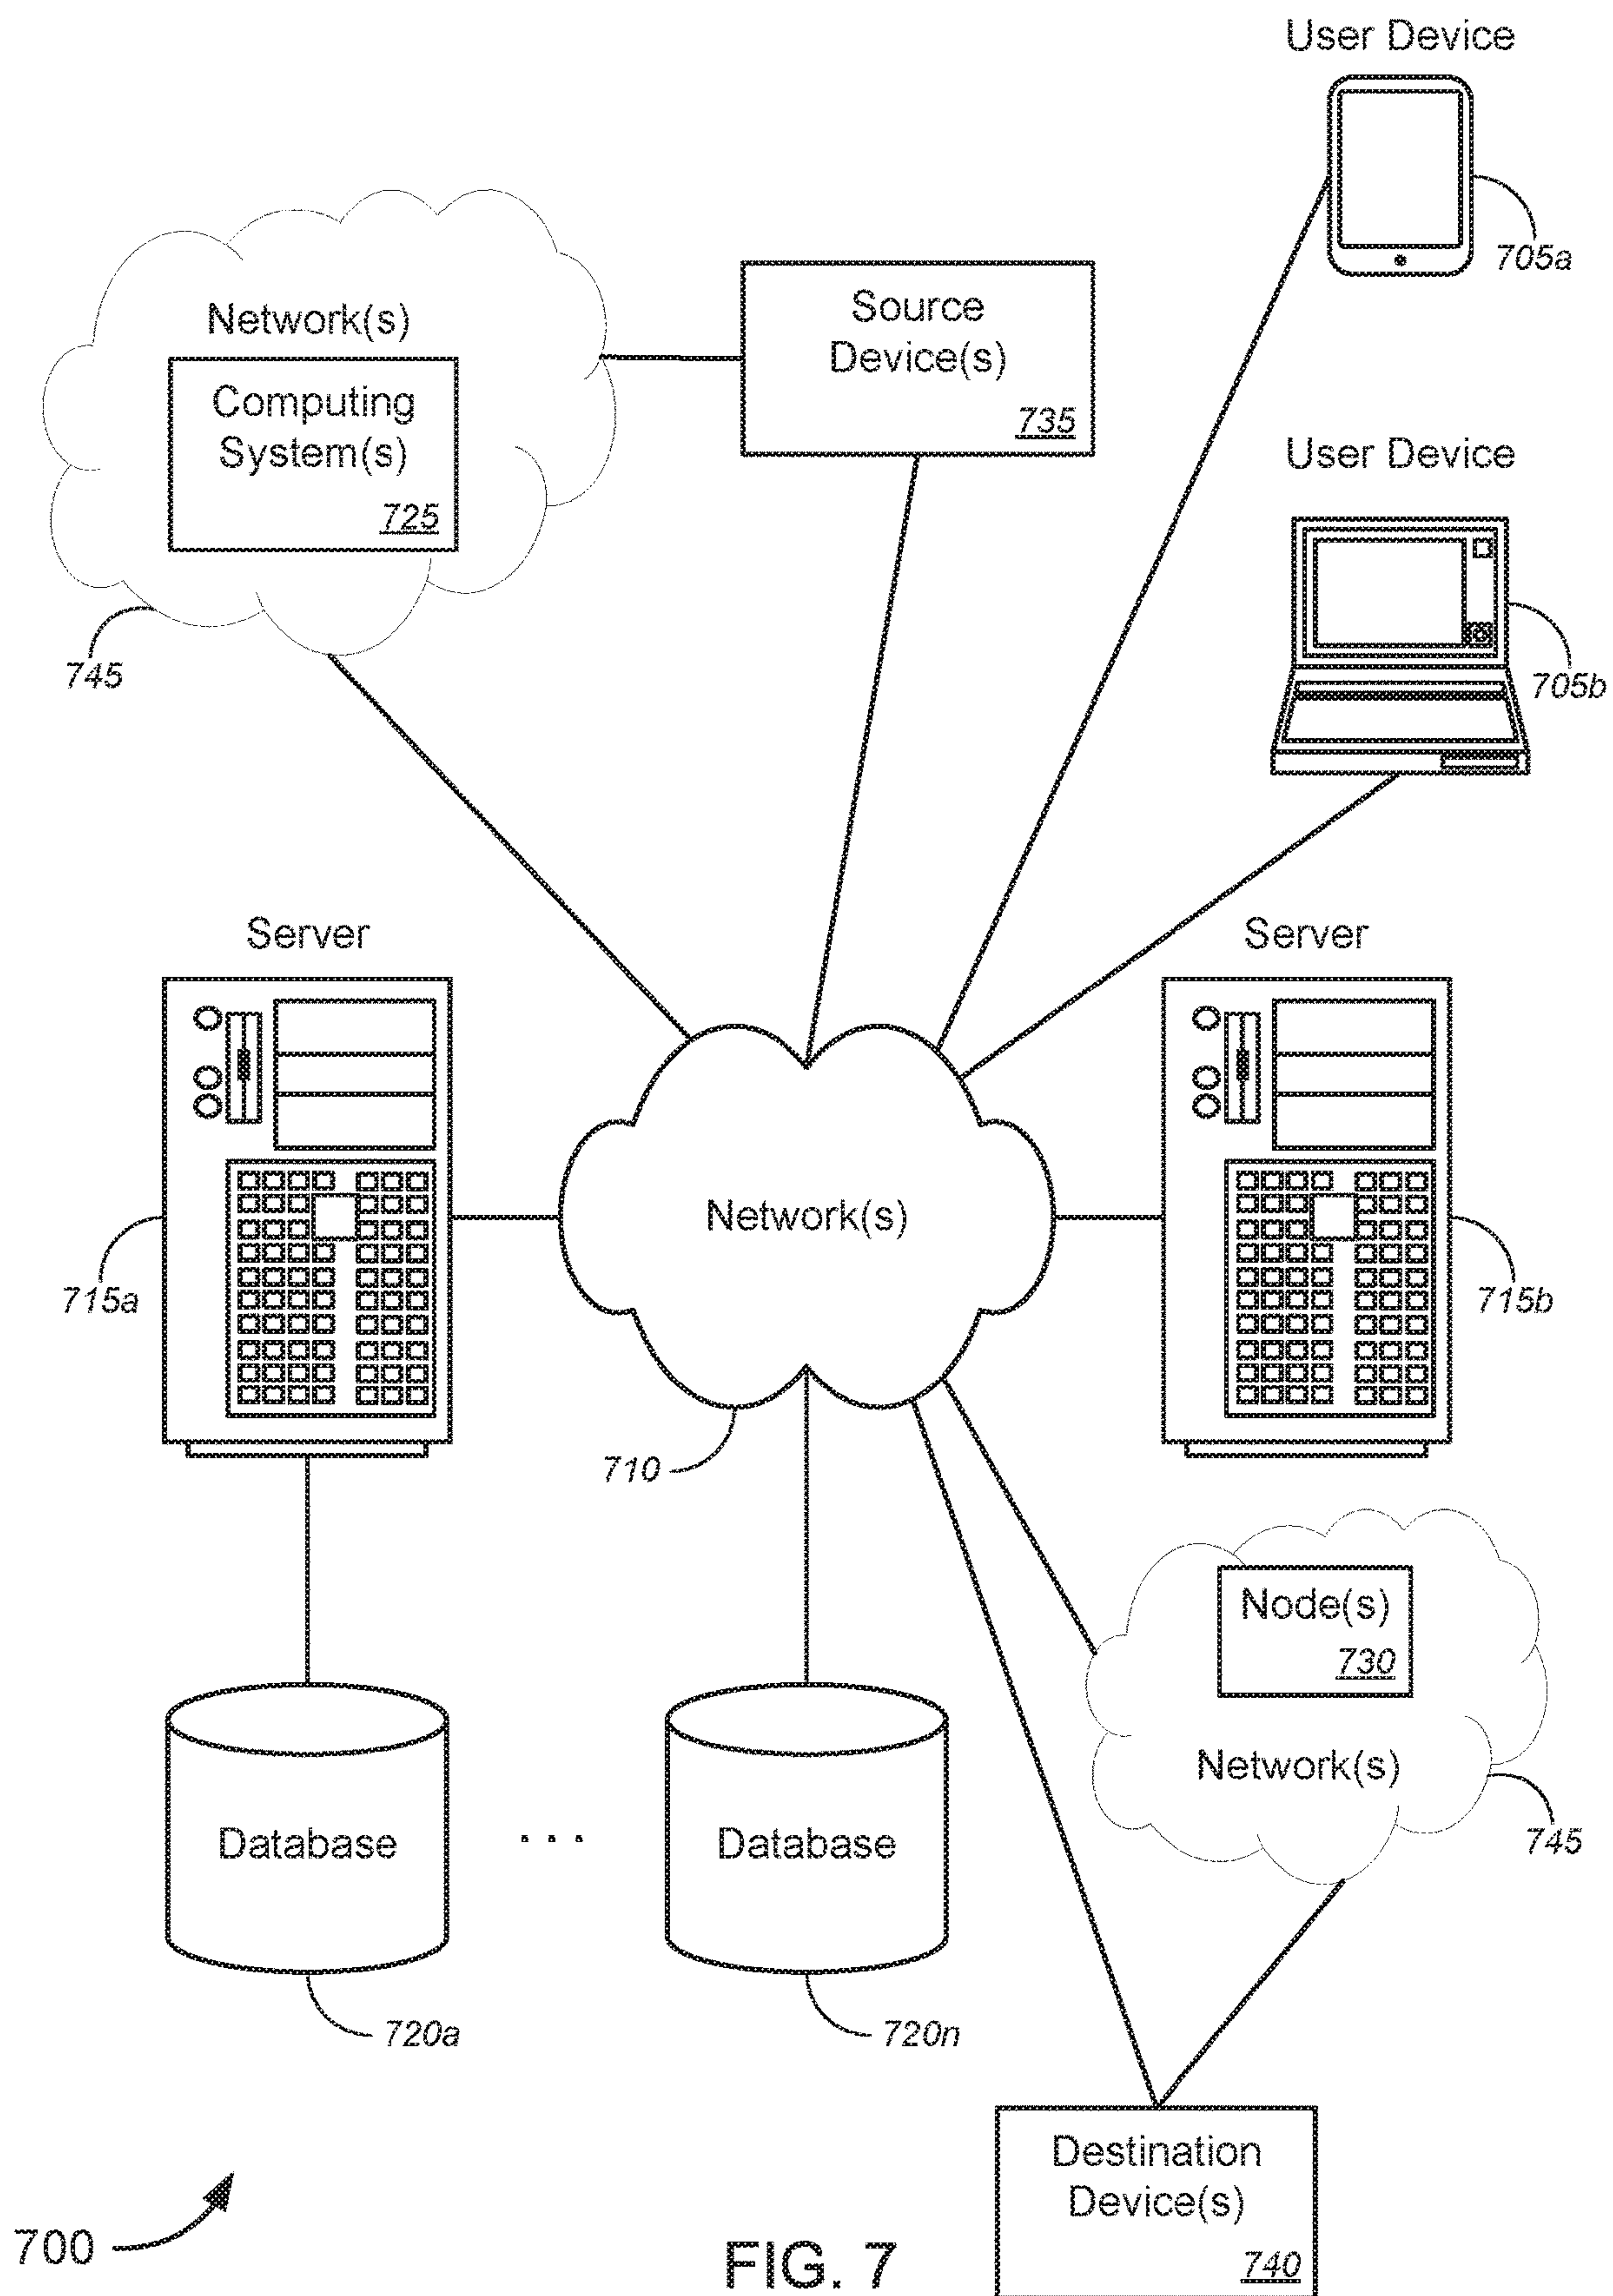 User Device
705a
Network(s)
Computing
System(s)
725
745
Source
Device(s)
735
User Device
705b
Server
715a
Server
715b
Network(s)
710
Node(s)
730
Network(s)
745
Database
720a
. . .
Database
720n
Destination
Device(s)
740
700
FIG. 7